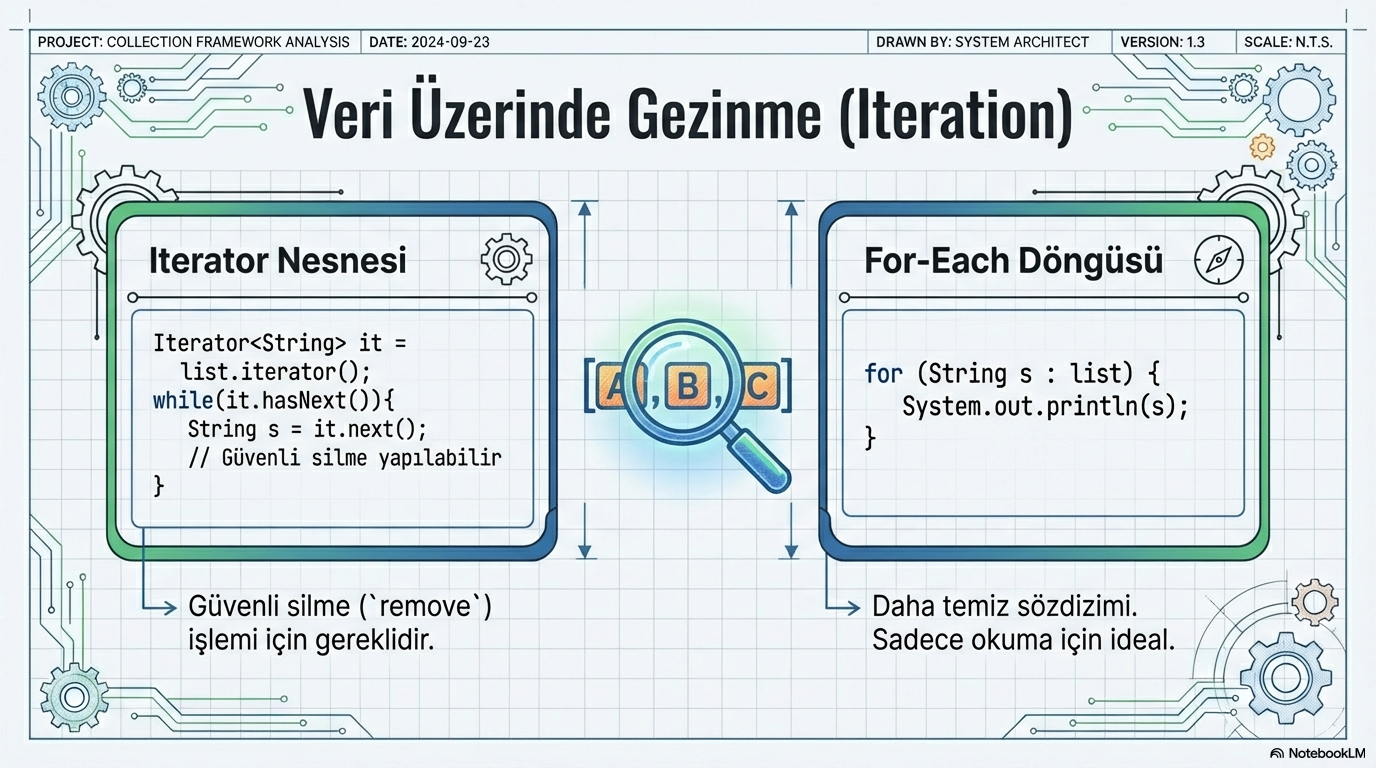 PROJECT: COLLECTION FRAMEWORK ANALYSIS
DATE: 2024-09-23
DRAWN BY: SYSTEM ARCHITECT
VERSION: 1.3
SCALE: N.T.S.
Veri Üzerinde Gezinme (Iteration)
Iterator Nesnesi
Iterator<String> it =
list.iterator();
while(it.hasNext()){
String s = it.next();
// Güvenli silme yapılabilir
}
Güvenli silme (`remove`)
işlemi için gereklidir.
[A, B, C]
For-Each Döngüsü
for (String s : list) {
System.out.println(s);
}
Daha temiz sözdizimi.
Sadece okuma için ideal.
NotebookLM